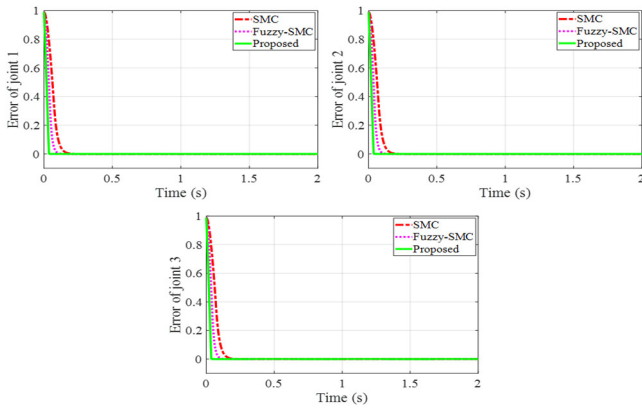 Error of joint 1
1
0.8
0.6
0.4
0.2
0
0
0.5
1
1.5
2
Time (s)
SMC
Fuzzy-SMC
Proposed
Error of joint 2
1
0.8
0.6
0.4
0.2
0
0
0.5
1
1.5
2
Time (s)
SMC
Fuzzy-SMC
Proposed
Error of joint 3
1
0.8
0.6
0.4
0.2
0
0
0.5
1
1.5
2
Time (s)
SMC
Fuzzy-SMC
Proposed